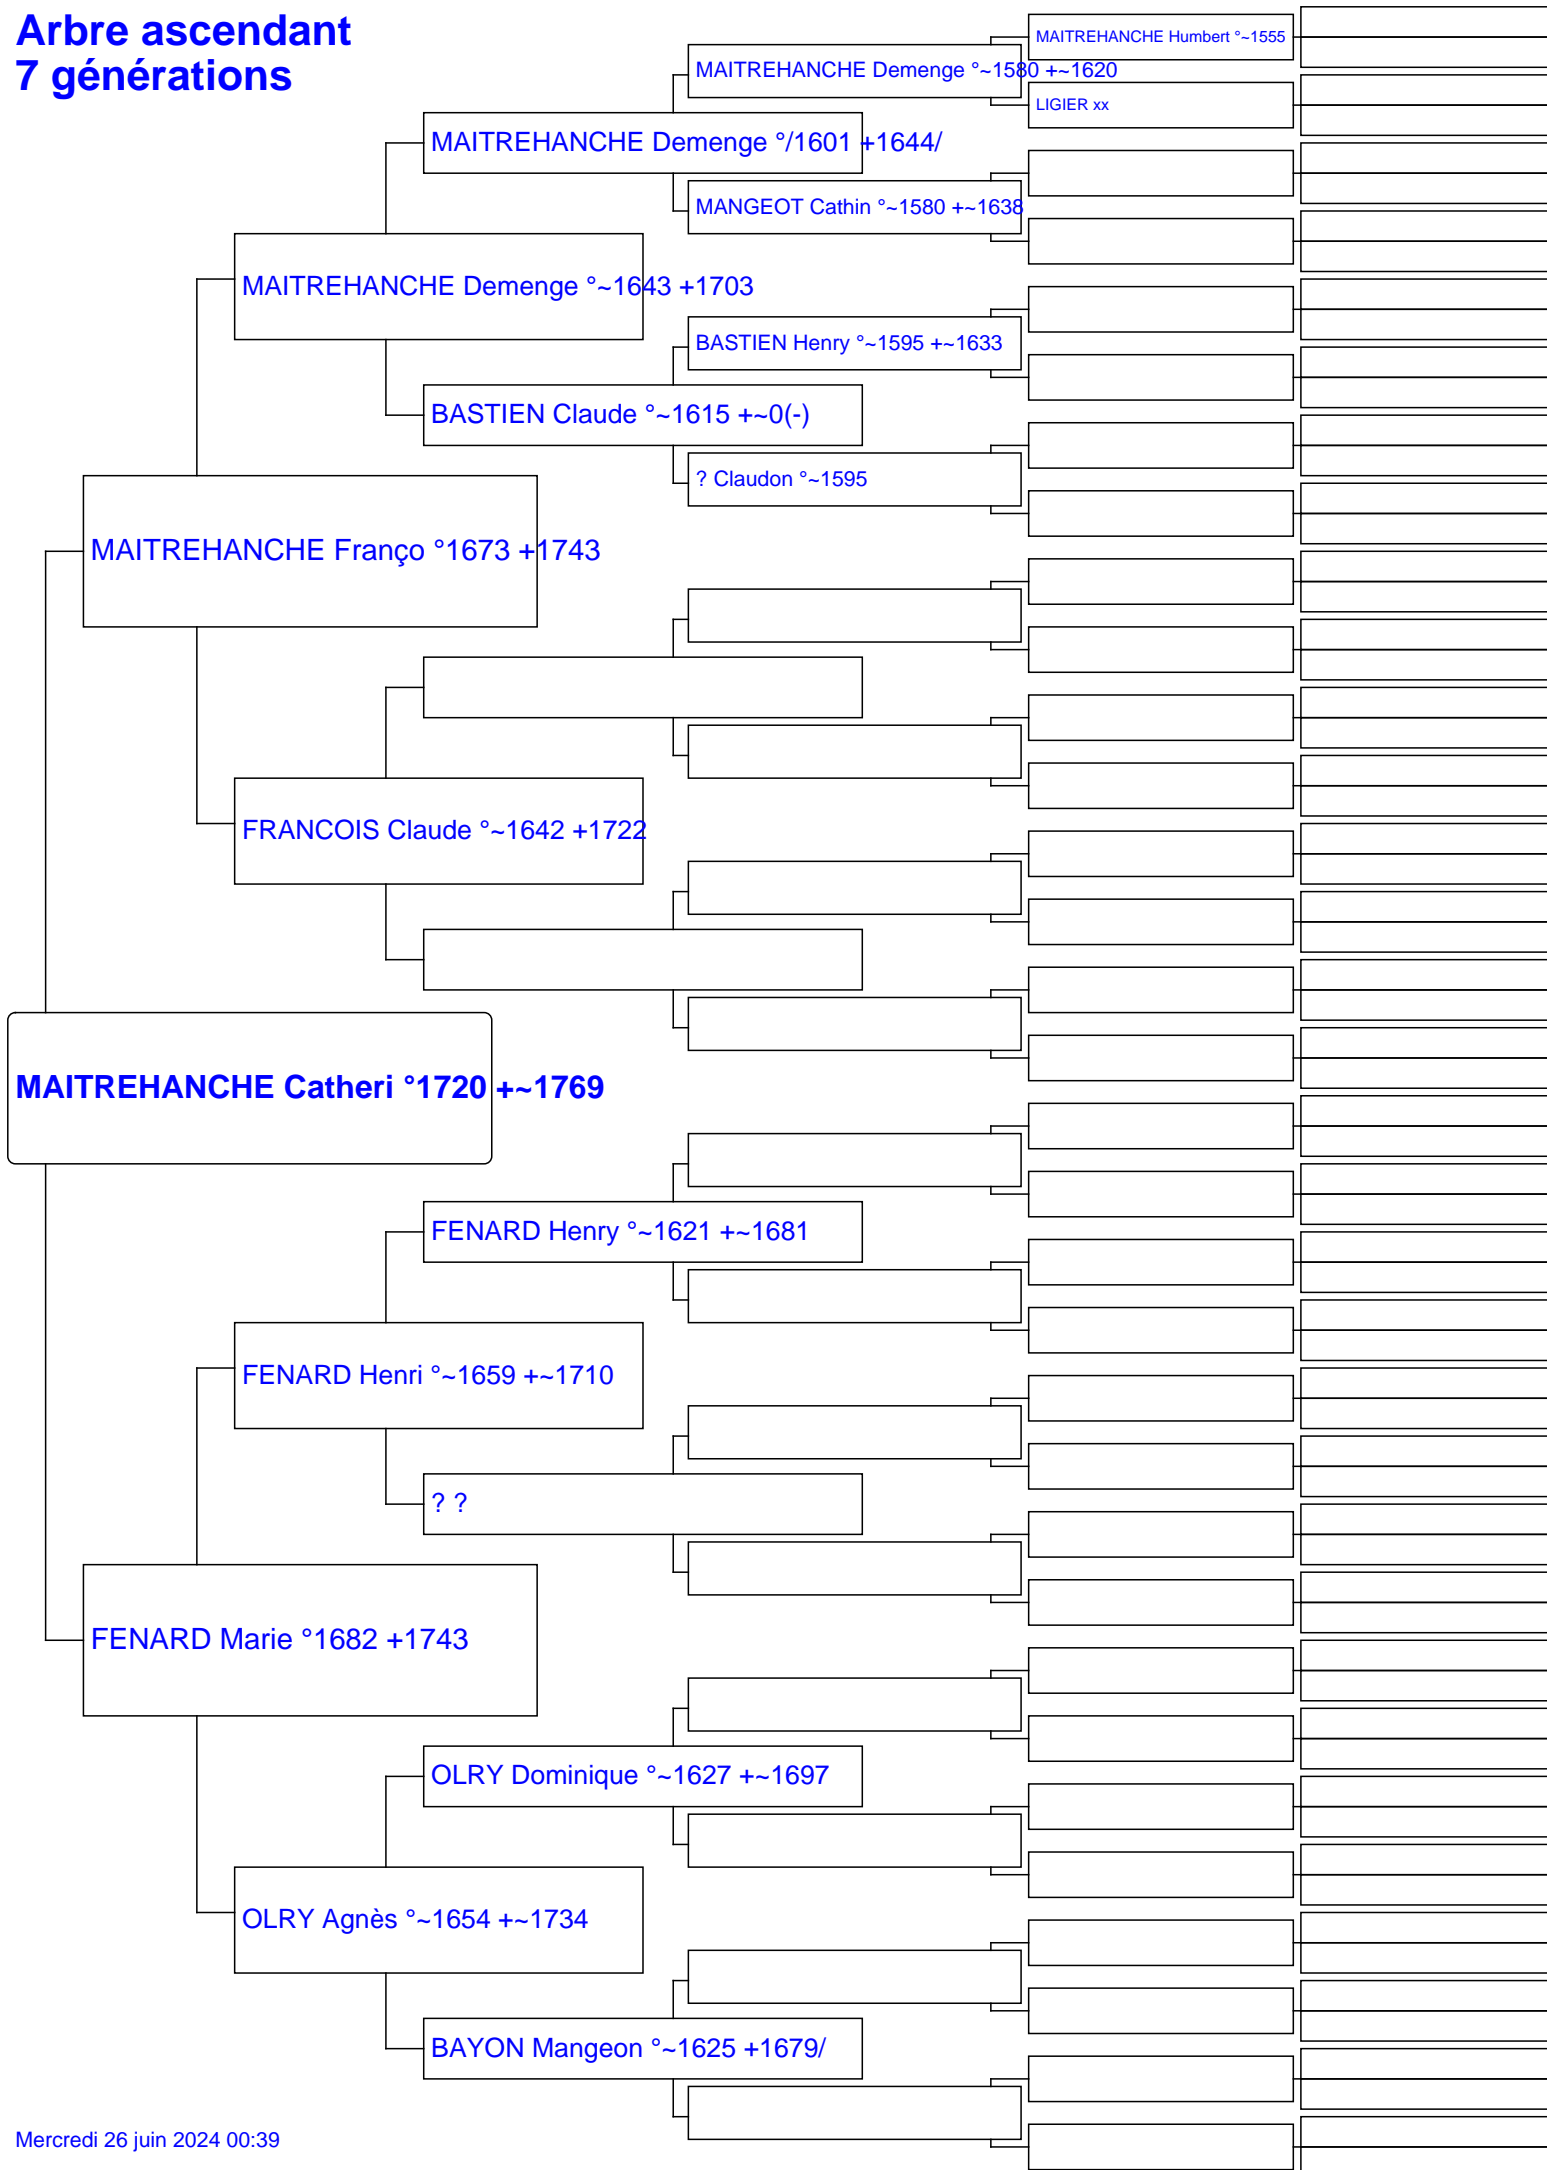 Arbre ascendant
7 générations
MAITREHANCHE Humbert °~1555
MAITREHANCHE Demenge °~1580 +~1620
LIGIER xx
MAITREHANCHE Demenge °/1601 +1644/
MANGEOT Cathin °~1580 +~1638
MAITREHANCHE Demenge °~1643 +1703
BASTIEN Henry °~1595 +~1633
BASTIEN Claude °~1615 +~0(-)
? Claudon °~1595
MAITREHANCHE Franço °1673 +1743
FRANCOIS Claude °~1642 +1722
MAITREHANCHE Catheri °1720 +~1769
FENARD Henry °~1621 +~1681
FENARD Henri °~1659 +~1710
? ?
FENARD Marie °1682 +1743
OLRY Dominique °~1627 +~1697
OLRY Agnès °~1654 +~1734
BAYON Mangeon °~1625 +1679/
Mercredi 26 juin 2024 00:39